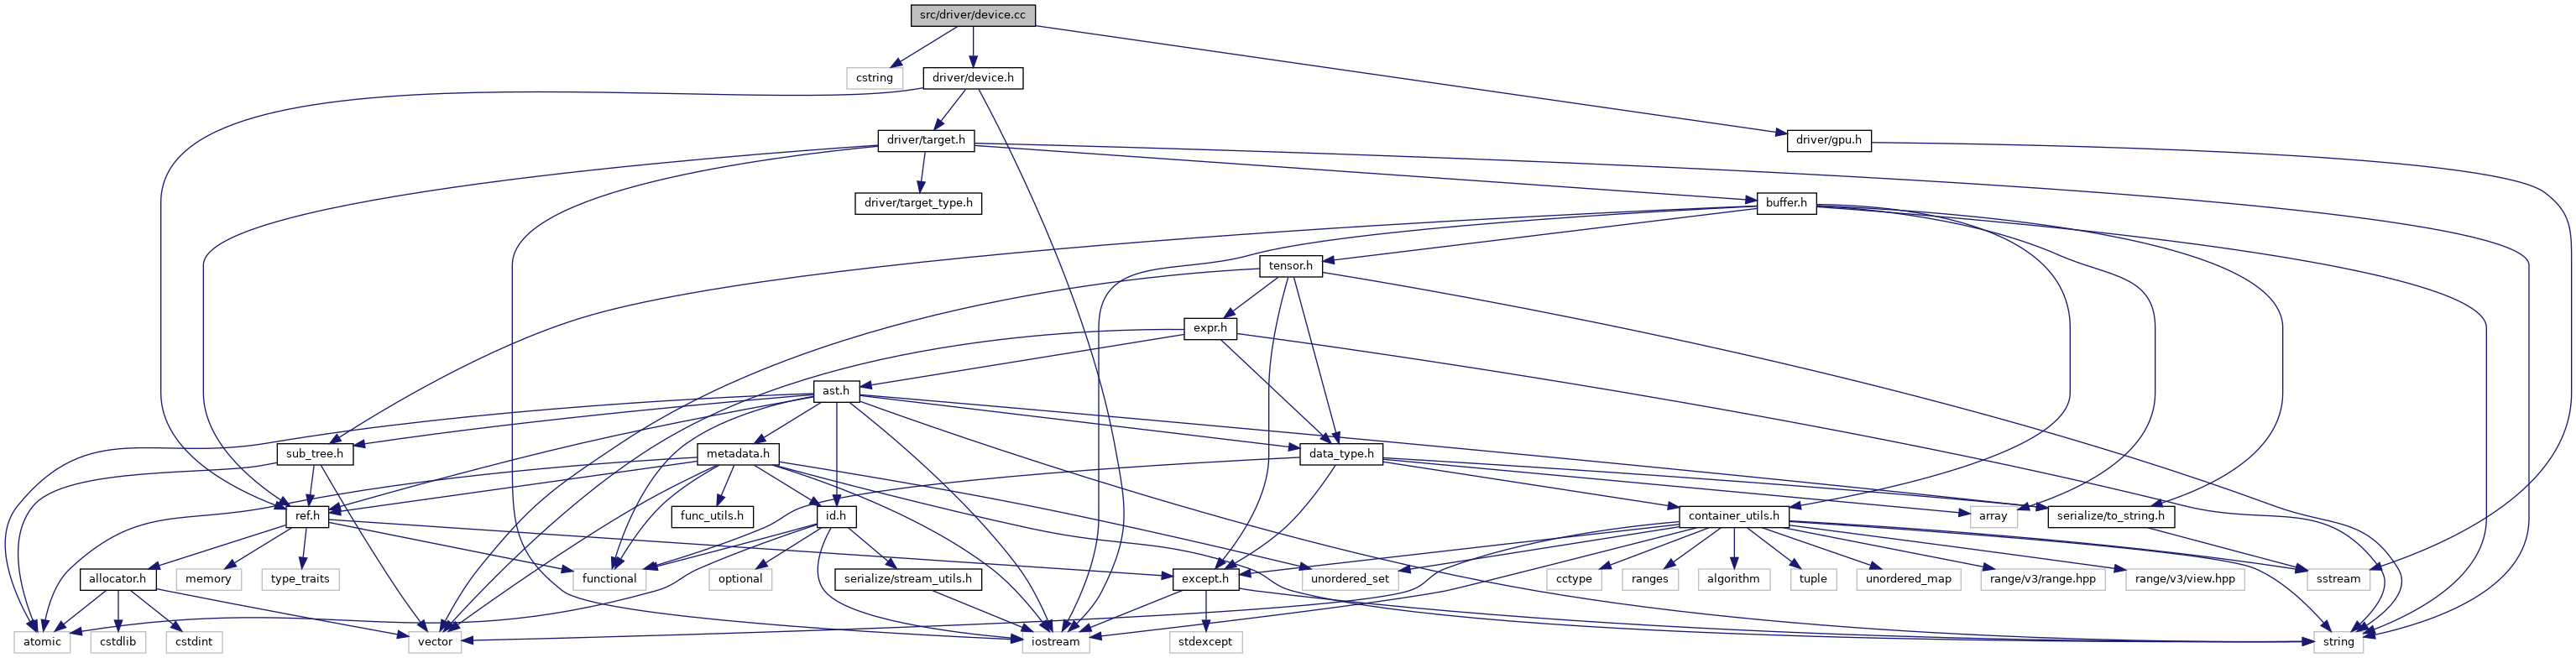 src/driver/device.cc
cstring
driver/device.h
driver/target.h
driver/gpu.h
driver/target_type.h
buffer.h
tensor.h
expr.h
ast.h
sub_tree.h
metadata.h
data_type.h
ref.h
func_utils.h
id.h
container_utils.h
array
serialize/to_string.h
allocator.h
memory
type_traits
functional
optional
serialize/stream_utils.h
except.h
unordered_set
cctype
ranges
algorithm
tuple
unordered_map
range/v3/range.hpp
range/v3/view.hpp
sstream
atomic
cstdlib
cstdint
vector
iostream
stdexcept
string